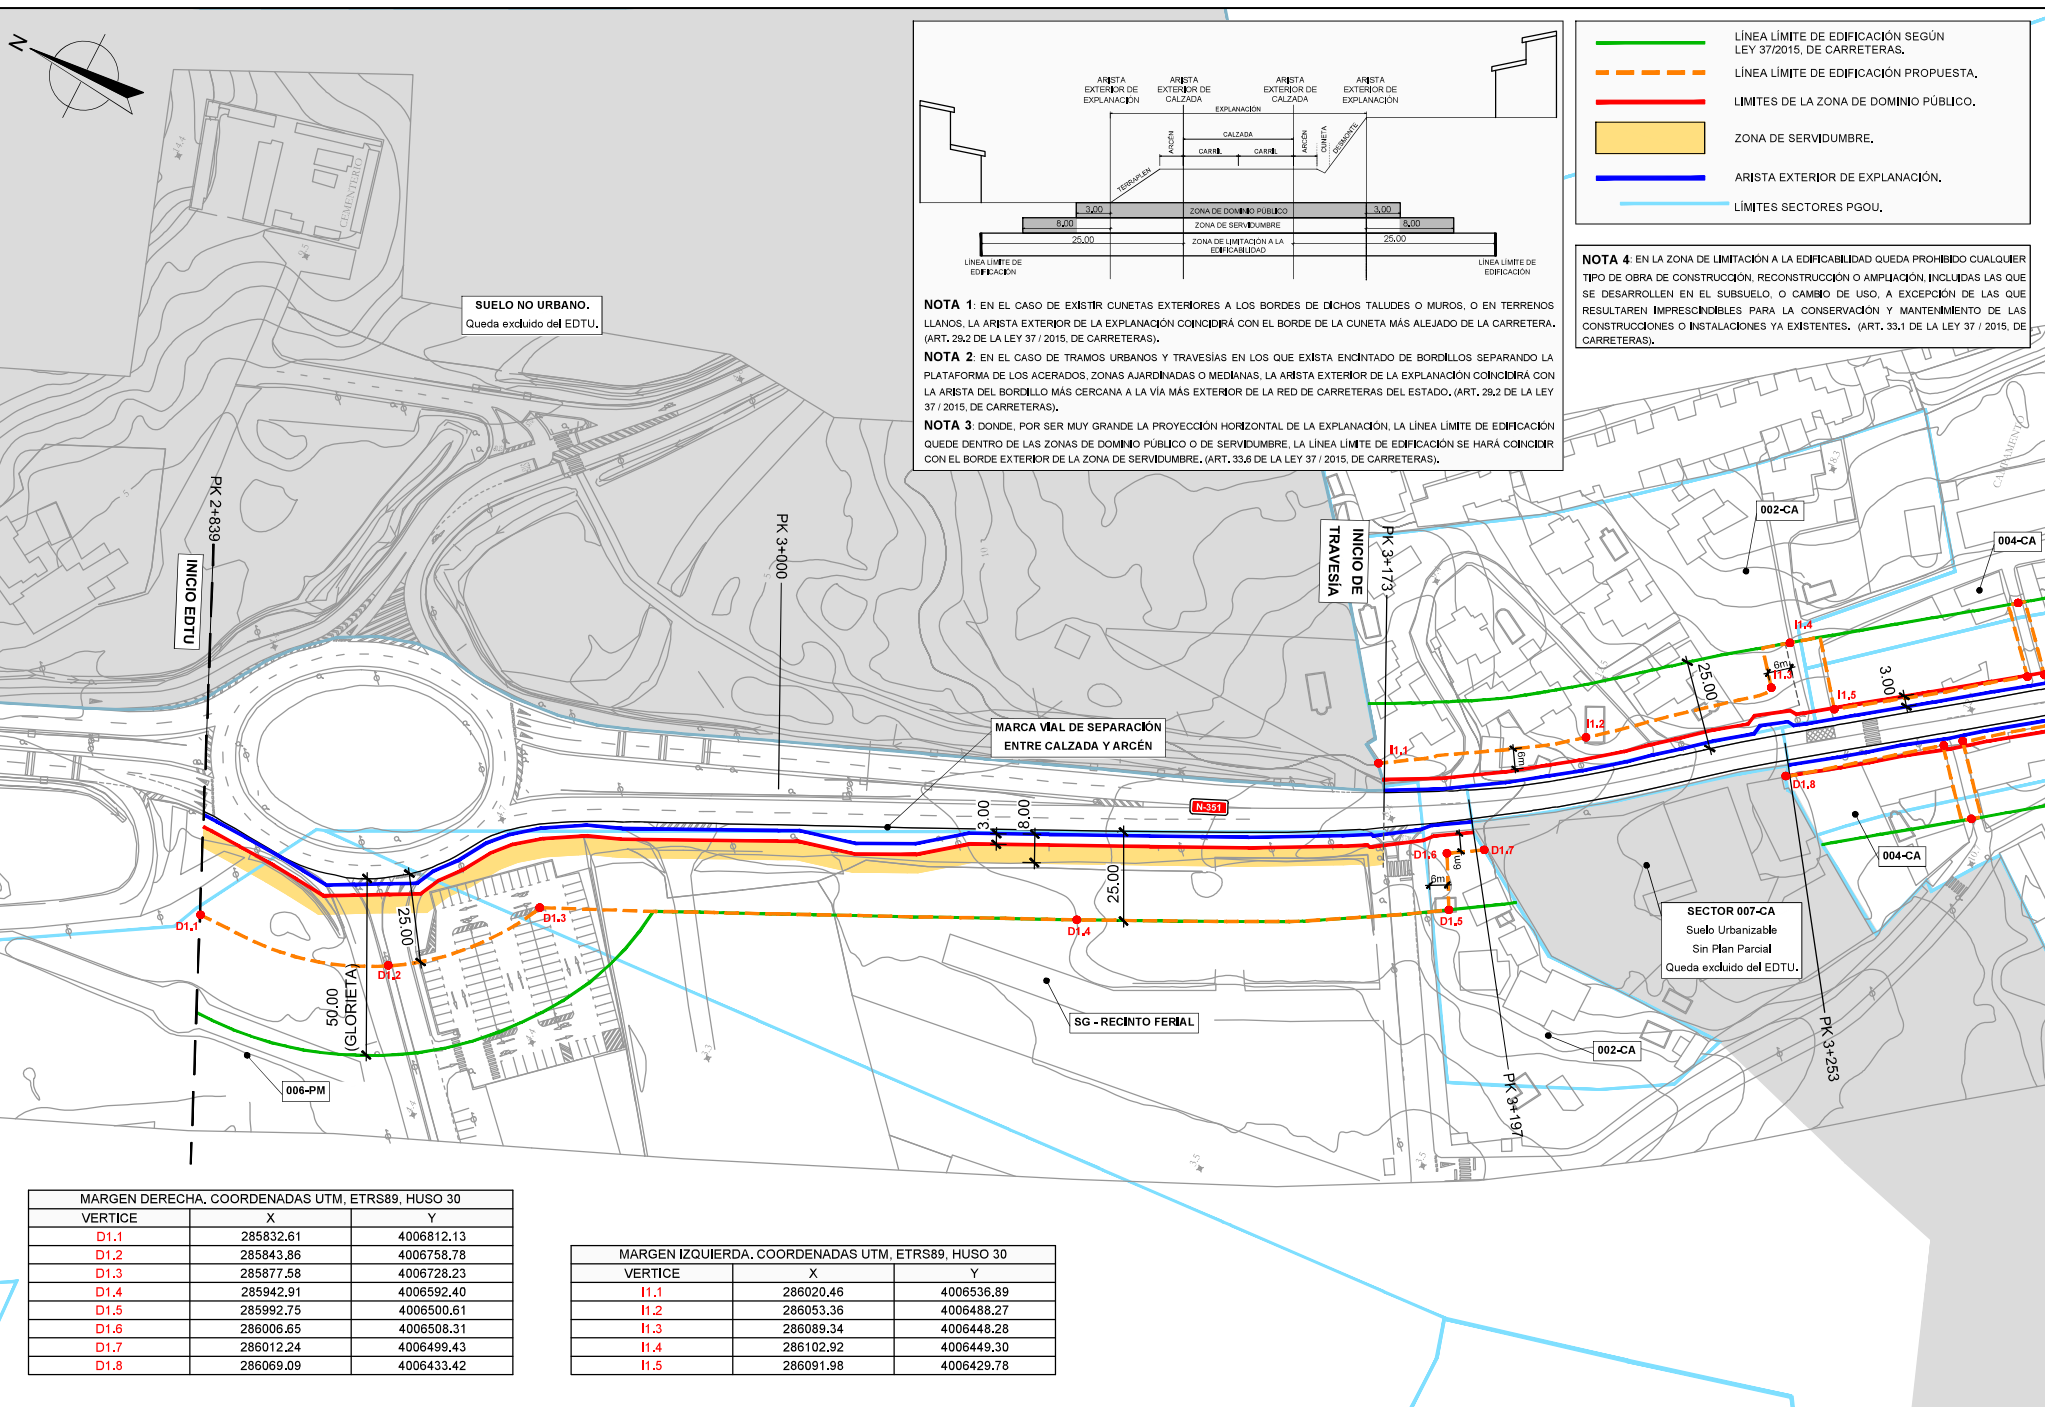 N
ARISTA EXTERIOR DE EXPLANACIÓN
ARISTA EXTERIOR DE CALZADA
ARISTA EXTERIOR DE CALZADA
ARISTA EXTERIOR DE EXPLANACIÓN
EXPLANACIÓN
ARCÉN
CALZADA
ARCÉN
CUNETA
DESMONTE
CARRIL
CARRIL
TERRAPLEN
3.00
ZONA DE DOMINIO PÚBLICO
3.00
8.00
ZONA DE SERVIDUMBRE
8.00
25.00
ZONA DE LIMITACIÓN A LA EDIFICABILIDAD
25.00
LÍNEA LÍMITE DE EDIFICACIÓN
LÍNEA LÍMITE DE EDIFICACIÓN
NOTA 1: EN EL CASO DE EXISTIR CUNETAS EXTERIORES A LOS BORDES DE DICHOS TALUDES O MUROS, O EN TERRENOS
LLANOS, LA ARISTA EXTERIOR DE LA EXPLANACIÓN COINCIDIRÁ CON EL BORDE DE LA CUNETA MÁS ALEJADO DE LA CARRETERA.
(ART. 29.2 DE LA LEY 37 / 2015, DE CARRETERAS).
NOTA 2: EN EL CASO DE TRAMOS URBANOS Y TRAVESÍAS EN LOS QUE EXISTA ENCINTADO DE BORDILLOS SEPARANDO LA
PLATAFORMA DE LOS ACERADOS, ZONAS AJARDINADAS O MEDIANAS, LA ARISTA EXTERIOR DE LA EXPLANACIÓN COINCIDIRÁ CON
LA ARISTA DEL BORDILLO MÁS CERCANA A LA VÍA MÁS EXTERIOR DE LA RED DE CARRETERAS DEL ESTADO. (ART. 29.2 DE LA LEY
37 / 2015, DE CARRETERAS).
NOTA 3: DONDE, POR SER MUY GRANDE LA PROYECCIÓN HORIZONTAL DE LA EXPLANACIÓN, LA LÍNEA LÍMITE DE EDIFICACIÓN
QUEDE DENTRO DE LAS ZONAS DE DOMINIO PÚBLICO O DE SERVIDUMBRE, LA LÍNEA LÍMITE DE EDIFICACIÓN SE HARÁ COINCIDIR
CON EL BORDE EXTERIOR DE LA ZONA DE SERVIDUMBRE. (ART. 33.6 DE LA LEY 37 / 2015, DE CARRETERAS).
LÍNEA LÍMITE DE EDIFICACIÓN SEGÚN
LEY 37/2015, DE CARRETERAS.
LÍNEA LÍMITE DE EDIFICACIÓN PROPUESTA.
LIMITES DE LA ZONA DE DOMINIO PÚBLICO.
ZONA DE SERVIDUMBRE.
ARISTA EXTERIOR DE EXPLANACIÓN.
LÍMITES SECTORES PGOU.
NOTA 4: EN LA ZONA DE LIMITACIÓN A LA EDIFICABILIDAD QUEDA PROHIBIDO CUALQUIER
TIPO DE OBRA DE CONSTRUCCIÓN, RECONSTRUCCIÓN O AMPLIACIÓN, INCLUIDAS LAS QUE
SE DESARROLLEN EN EL SUBSUELO, O CAMBIO DE USO, A EXCEPCIÓN DE LAS QUE
RESULTAREN IMPRESCINDIBLES PARA LA CONSERVACIÓN Y MANTENIMIENTO DE LAS
CONSTRUCCIONES O INSTALACIONES YA EXISTENTES. (ART. 33.1 DE LA LEY 37 / 2015, DE
CARRETERAS).
CEMENTERIO
SUELO NO URBANO.
Queda excluido del EDTU.
PK 2+839
INICIO EDTU
PK 3+000
INICIO DE TRAVESÍA
PK 3+173
CAMPAMENTO
002-CA
004-CA
I1.4
6m
I1.3
25.00
I1.5
3.00
I1.2
I1.1
6m
MARCA VIAL DE SEPARACIÓN
ENTRE CALZADA Y ARCÉN
N-351
3.00
8.00
25.00
D1.8
D1.6
6m
D1.7
6m
D1.5
004-CA
D1.1
25.00
D1.3
D1.4
D1.2
50.00
(GLORIETA)
SECTOR 007-CA
Suelo Urbanizable
Sin Plan Parcial
Queda excluido del EDTU.
SG - RECINTO FERIAL
002-CA
006-PM
PK 3+197
PK 3+253
MARGEN DERECHA. COORDENADAS UTM, ETRS89, HUSO 30
VERTICE X Y
D1.1 285832.61 4006812.13
D1.2 285843.86 4006758.78
D1.3 285877.58 4006728.23
D1.4 285942.91 4006592.40
D1.5 285992.75 4006500.61
D1.6 286006.65 4006508.31
D1.7 286012.24 4006499.43
D1.8 286069.09 4006433.42
MARGEN IZQUIERDA. COORDENADAS UTM, ETRS89, HUSO 30
VERTICE X Y
I1.1 286020.46 4006536.89
I1.2 286053.36 4006488.27
I1.3 286089.34 4006448.28
I1.4 286102.92 4006449.30
I1.5 286091.98 4006429.78